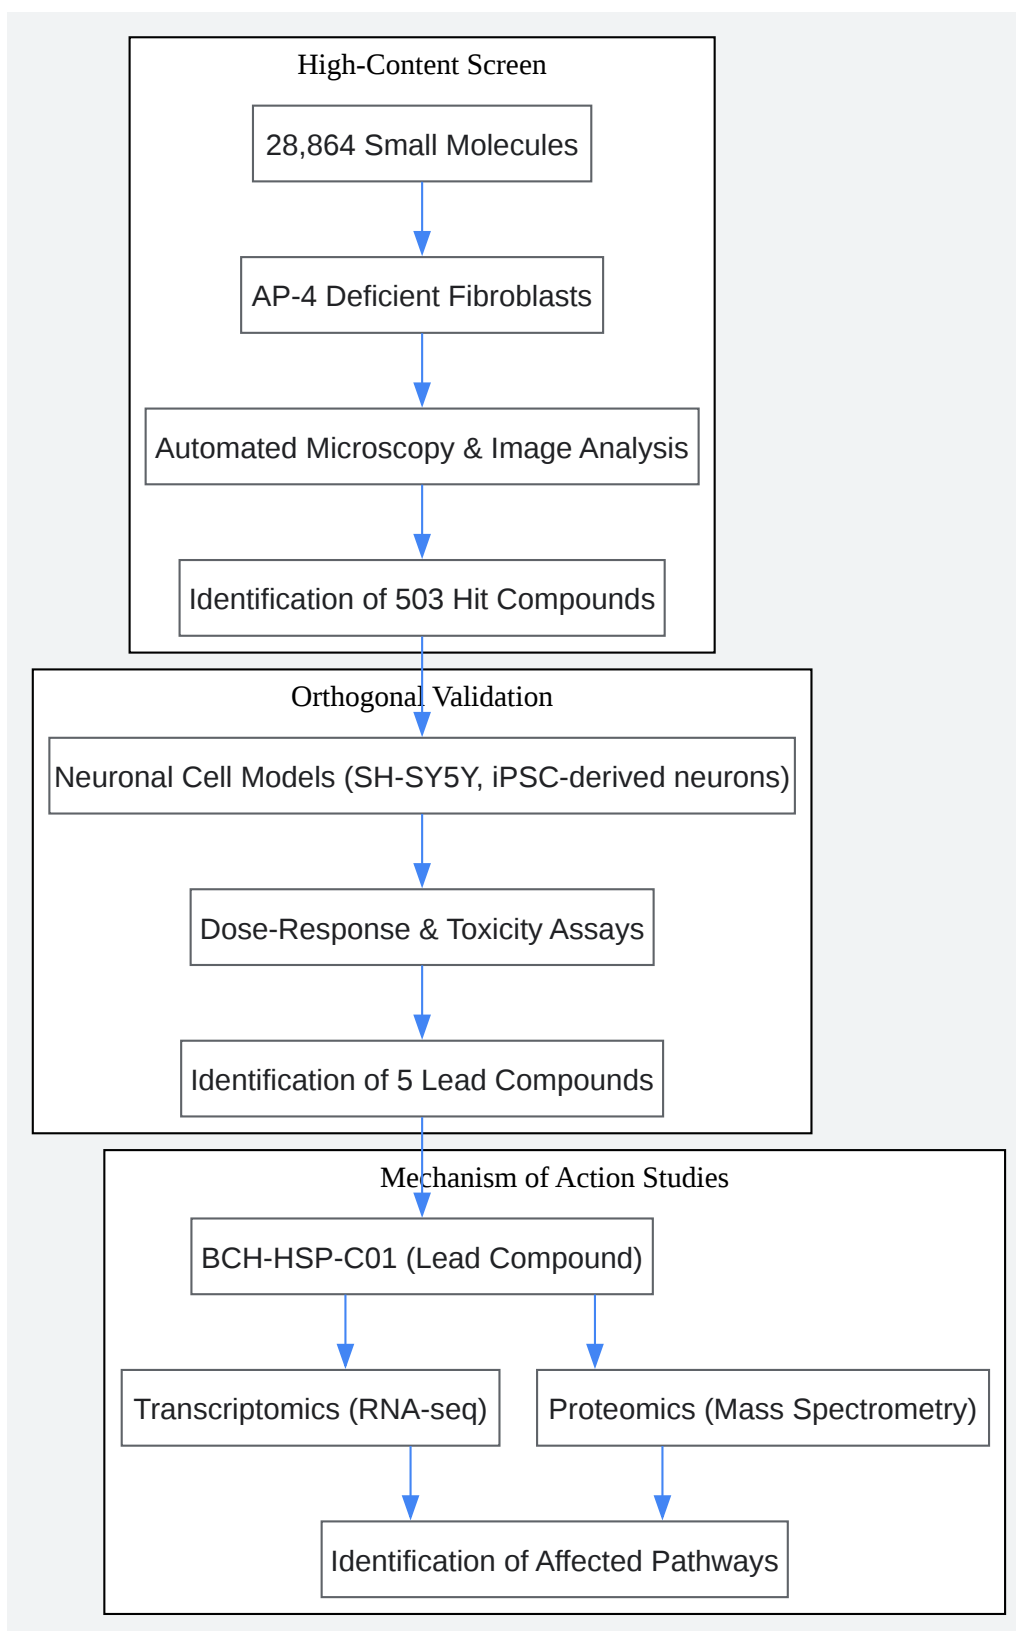 High-Content Screen
28,864 Small Molecules
AP-4 Deficient Fibroblasts
Automated Microscopy & Image Analysis
Identification of 503 Hit Compounds
Orthogonal Validation
Neuronal Cell Models (SH-SY5Y, iPSC-derived neurons)
Dose-Response & Toxicity Assays
Identification of 5 Lead Compounds
Mechanism of Action Studies
BCH-HSP-C01 (Lead Compound)
Transcriptomics (RNA-seq)
Proteomics (Mass Spectrometry)
Identification of Affected Pathways